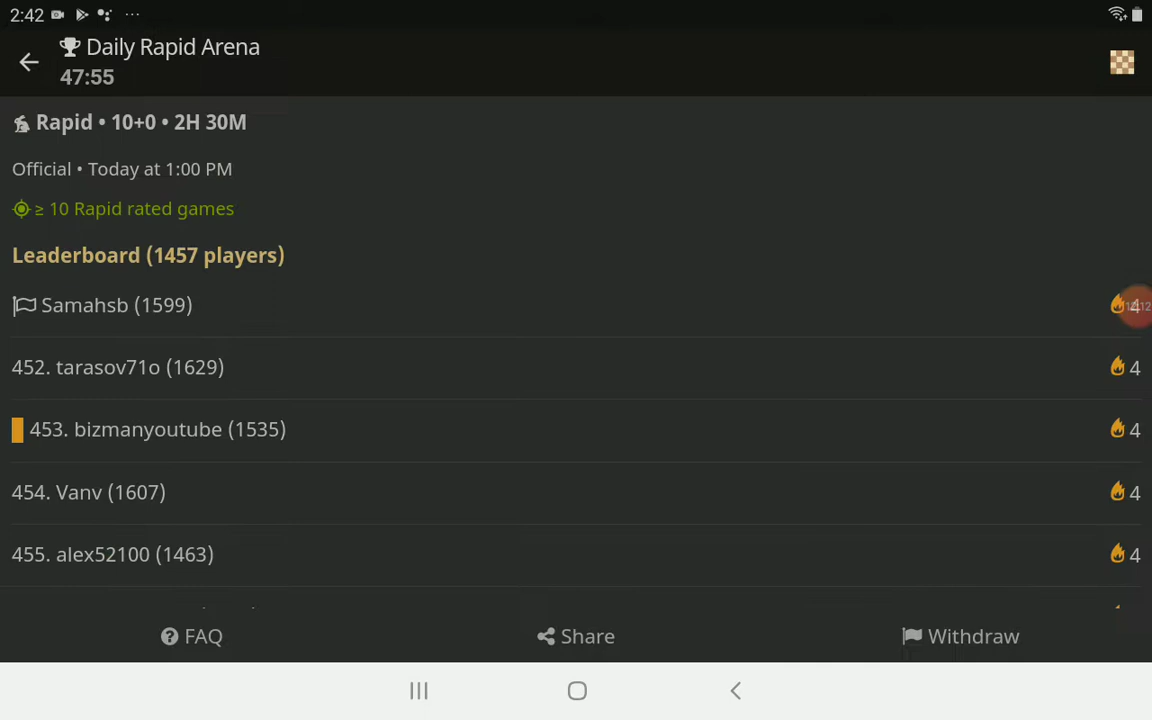 2:42
Daily Rapid Arena
47:55
Rapid • 10+0 • 2H 30M
Official • Today at 1:00 PM
≥ 10 Rapid rated games
Leaderboard (1457 players)
Samahsb (1599) 4
452. tarasov71o (1629) 4
453. bizmanyoutube (1535) 4
454. Vanv (1607) 4
455. alex52100 (1463) 4
FAQ Share Withdraw